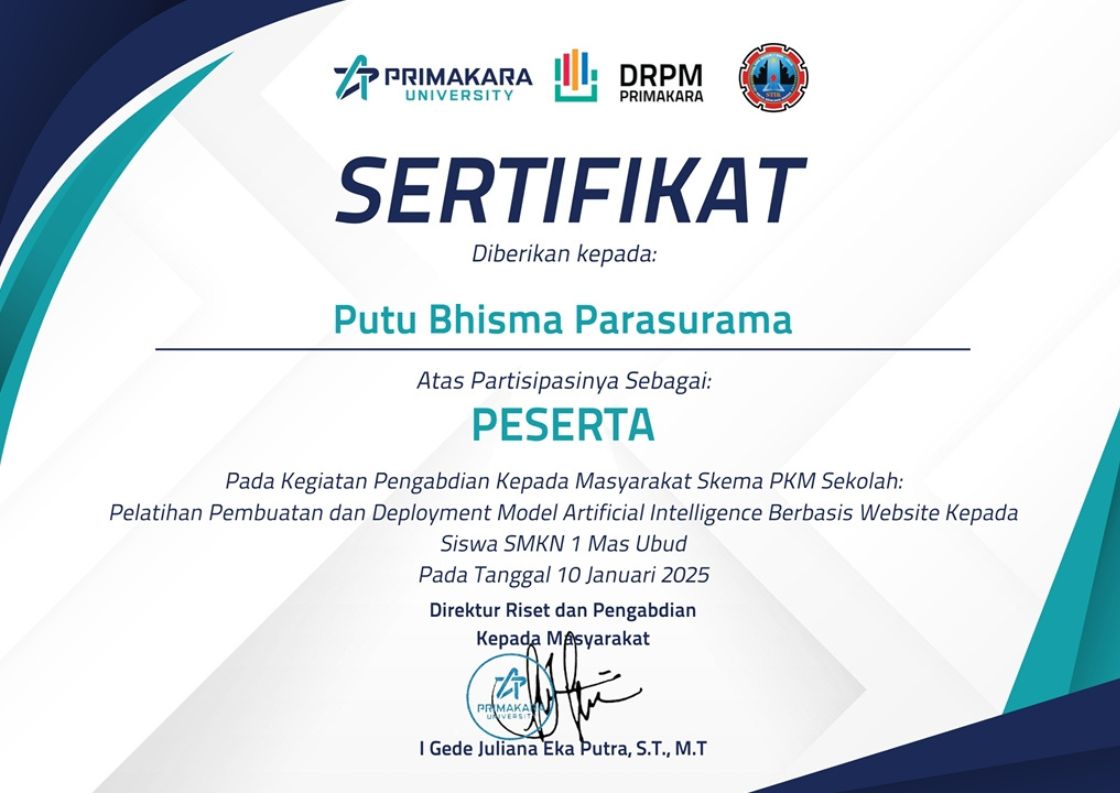 PRIMAKARA
UNIVERSITY
DRPM
PRIMAKARA
SERTIFIKAT
Diberikan kepada:
Putu Bhisma Parasurama
Atas Partisipasinya Sebagai:
PESERTA
Pada Kegiatan Pengabdian Kepada Masyarakat Skema PKM Sekolah:
Pelatihan Pembuatan dan Deployment Model Artificial Intelligence Berbasis Website Kepada
Siswa SMKN 1 Mas Ubud
Pada Tanggal 10 Januari 2025
Direktur Riset dan Pengabdian
Kepada Masyarakat
PRIMAKARA
UNIVERSITY
I Gede Juliana Eka Putra, S.T., M.T